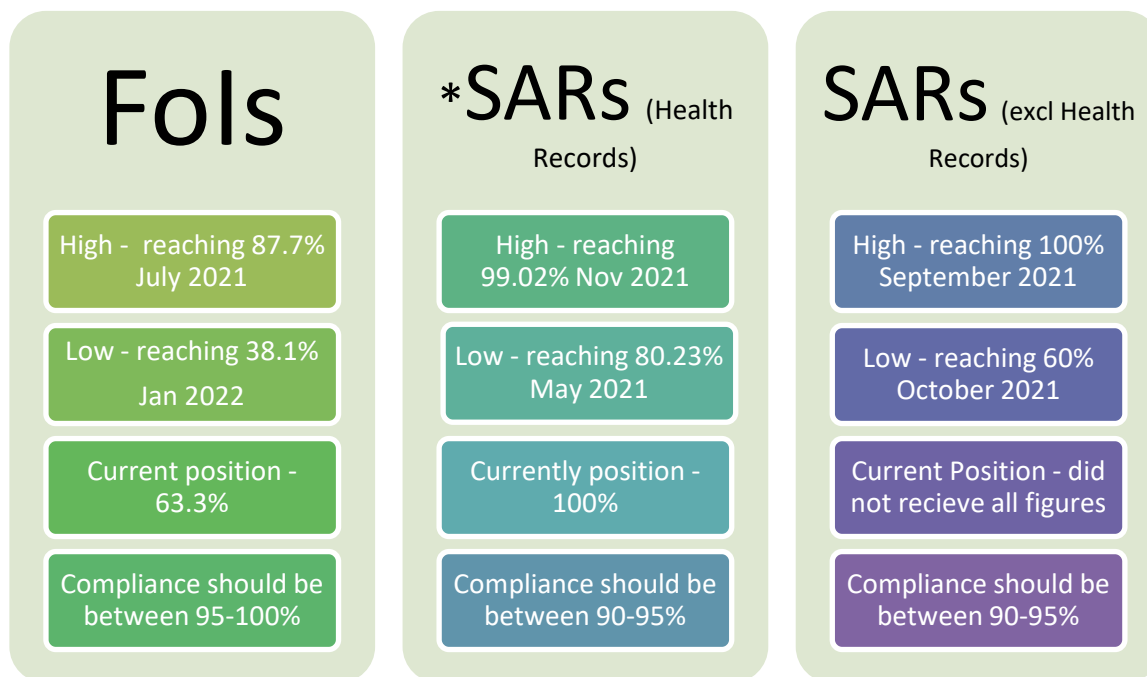 FoIs
High - reaching 87.7%
July 2021
Low - reaching 38.1%
Jan 2022
Current position -
63.3%
Compliance should be
between 95-100%
*SARs (Health
Records)
High - reaching
99.02% Nov 2021
Low - reaching 80.23%
May 2021
Currently position -
100%
Compliance should be
between 90-95%
SARs (excl Health
Records)
High - reaching 100%
September 2021
Low - reaching 60%
October 2021
Current Position - did
not recieve all figures
Compliance should be
between 90-95%